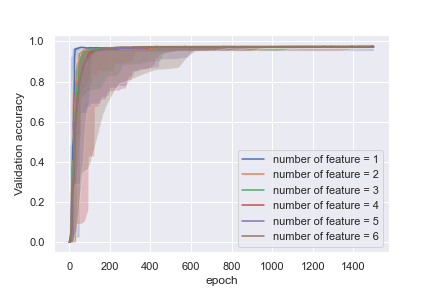 1.0
0.8
0.6
0.4
0.2
0.0
Validation accuracy
number of feature = 1
number of feature = 2
number of feature = 3
number of feature = 4
number of feature = 5
number of feature = 6
0 200 400 600 800 1000 1200 1400
epoch